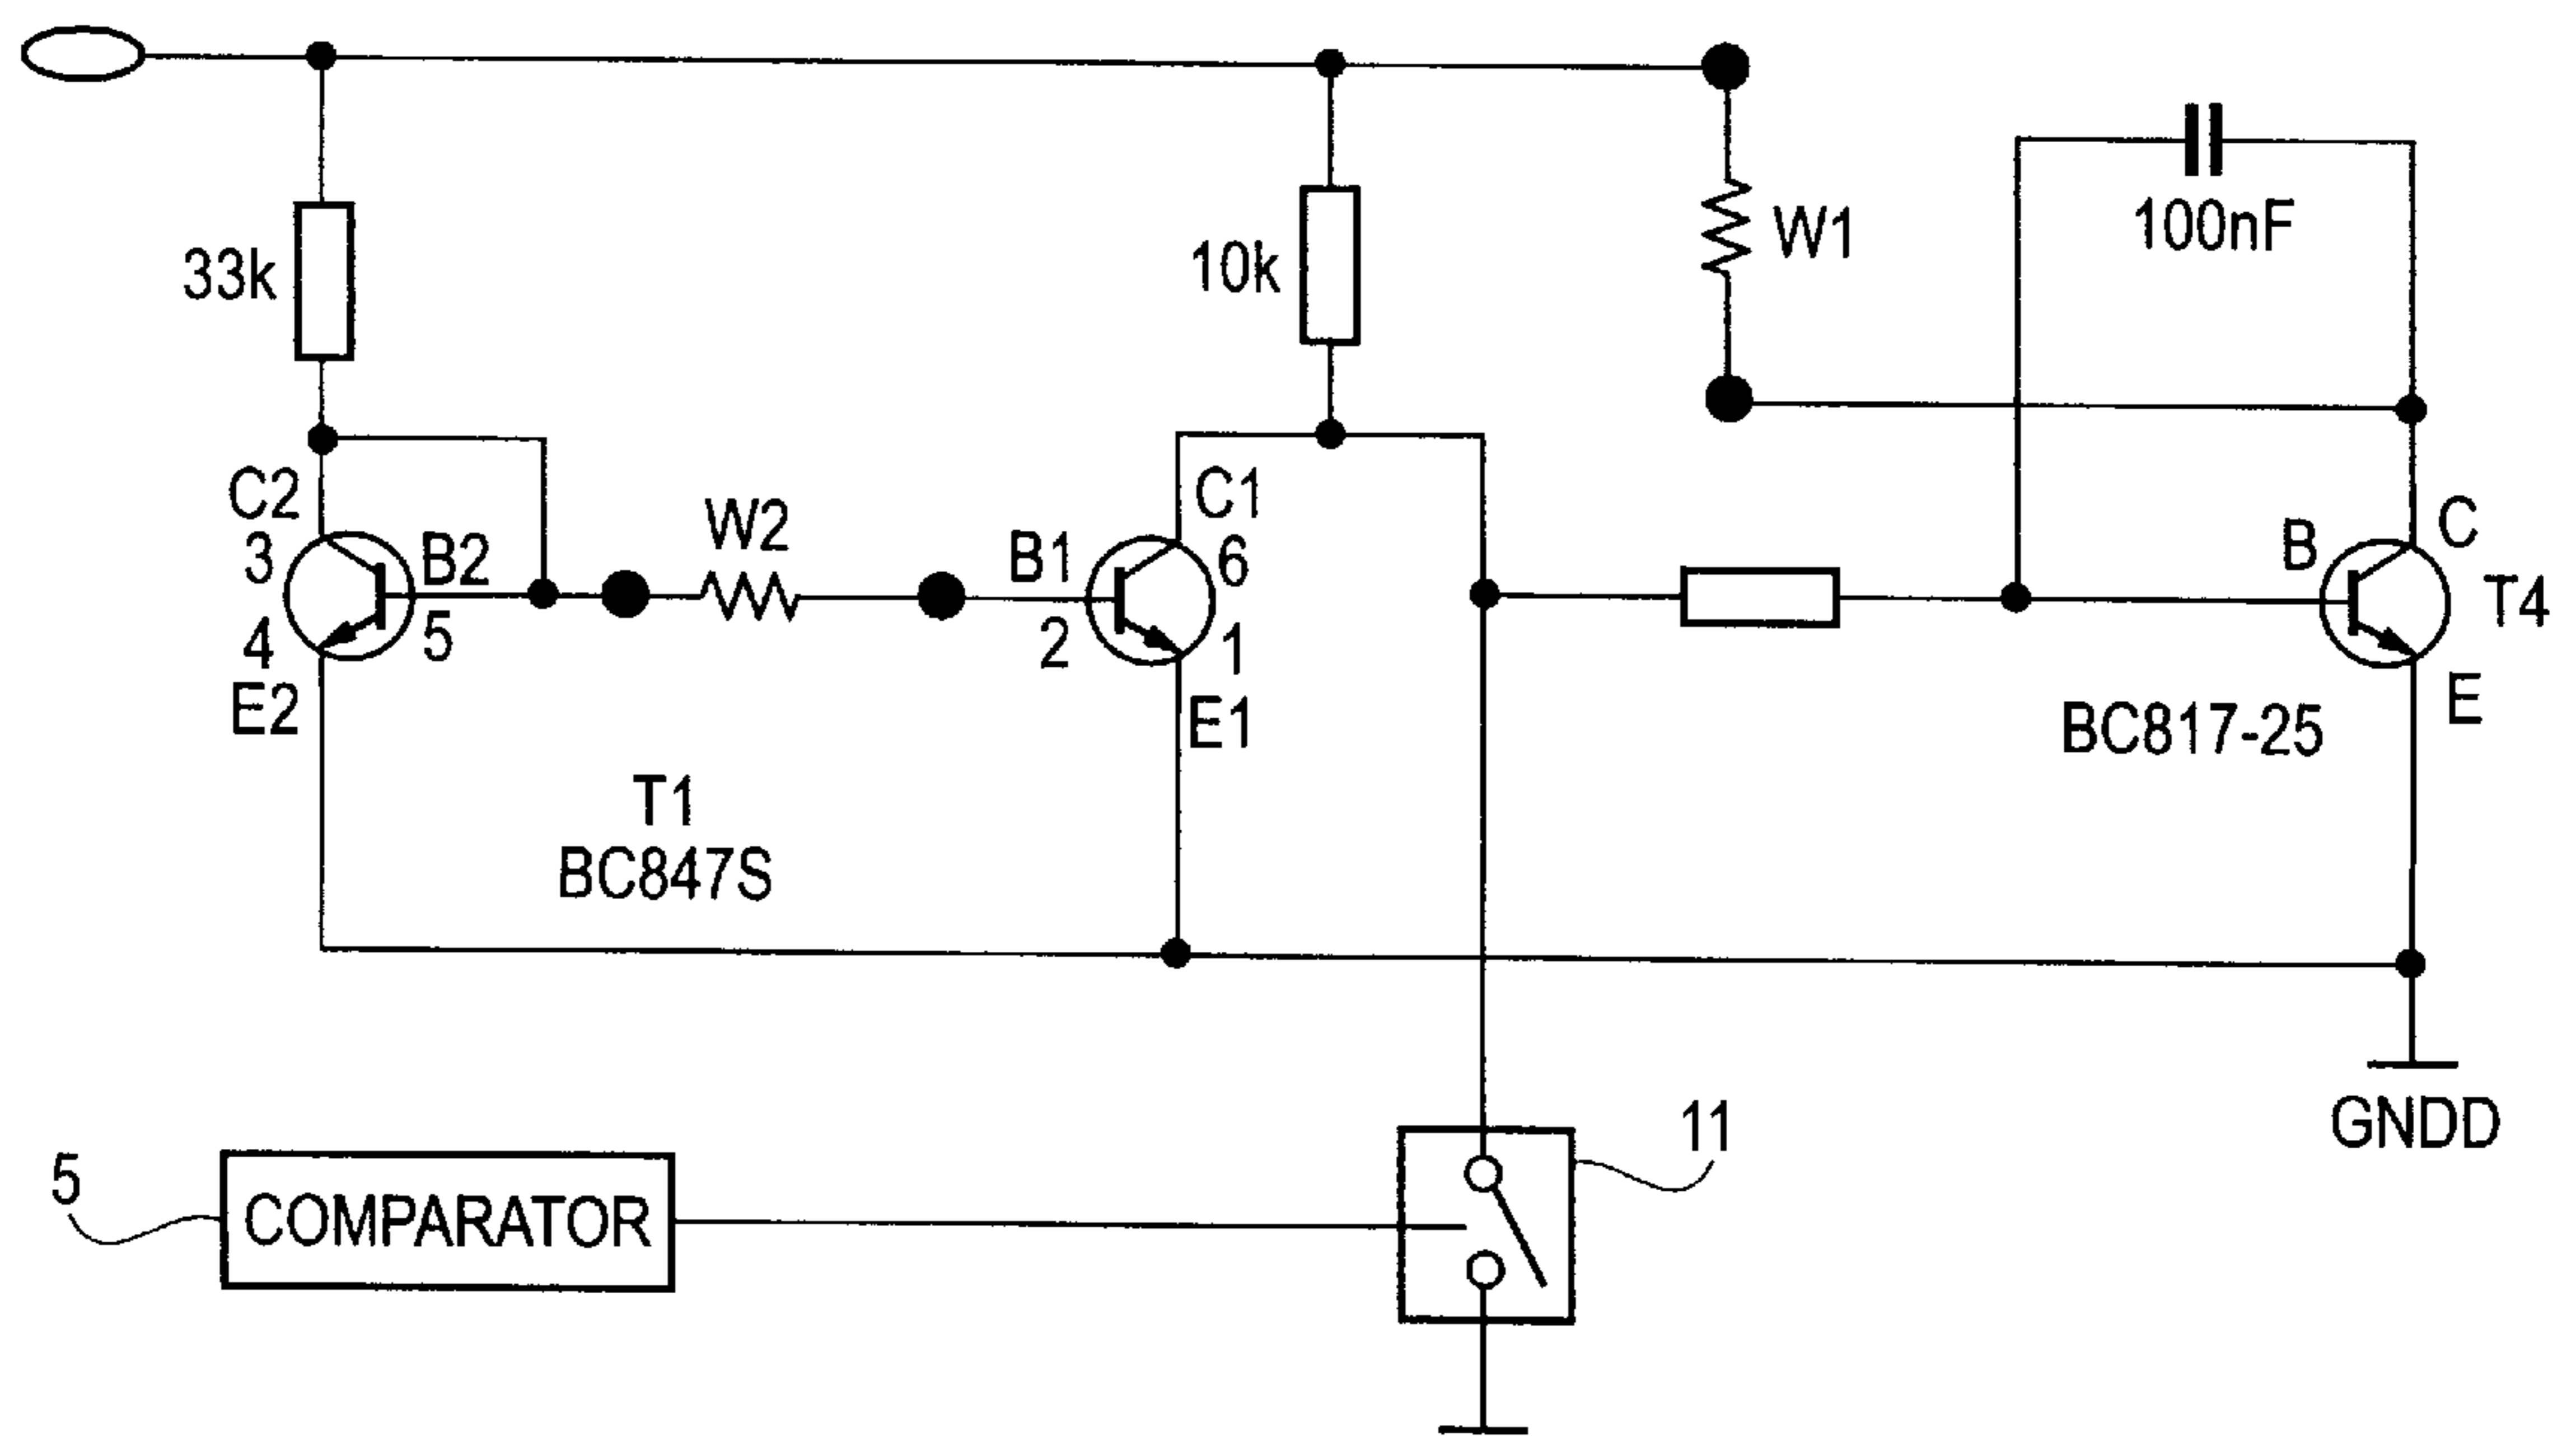 W1
100nF
33k
10k
C2
3
B2
4
5
E2
W2
B1
2
C1
6
1
E1
B
C
T4
E
BC817-25
T1
BC847S
GNDD
5
COMPARATOR
11